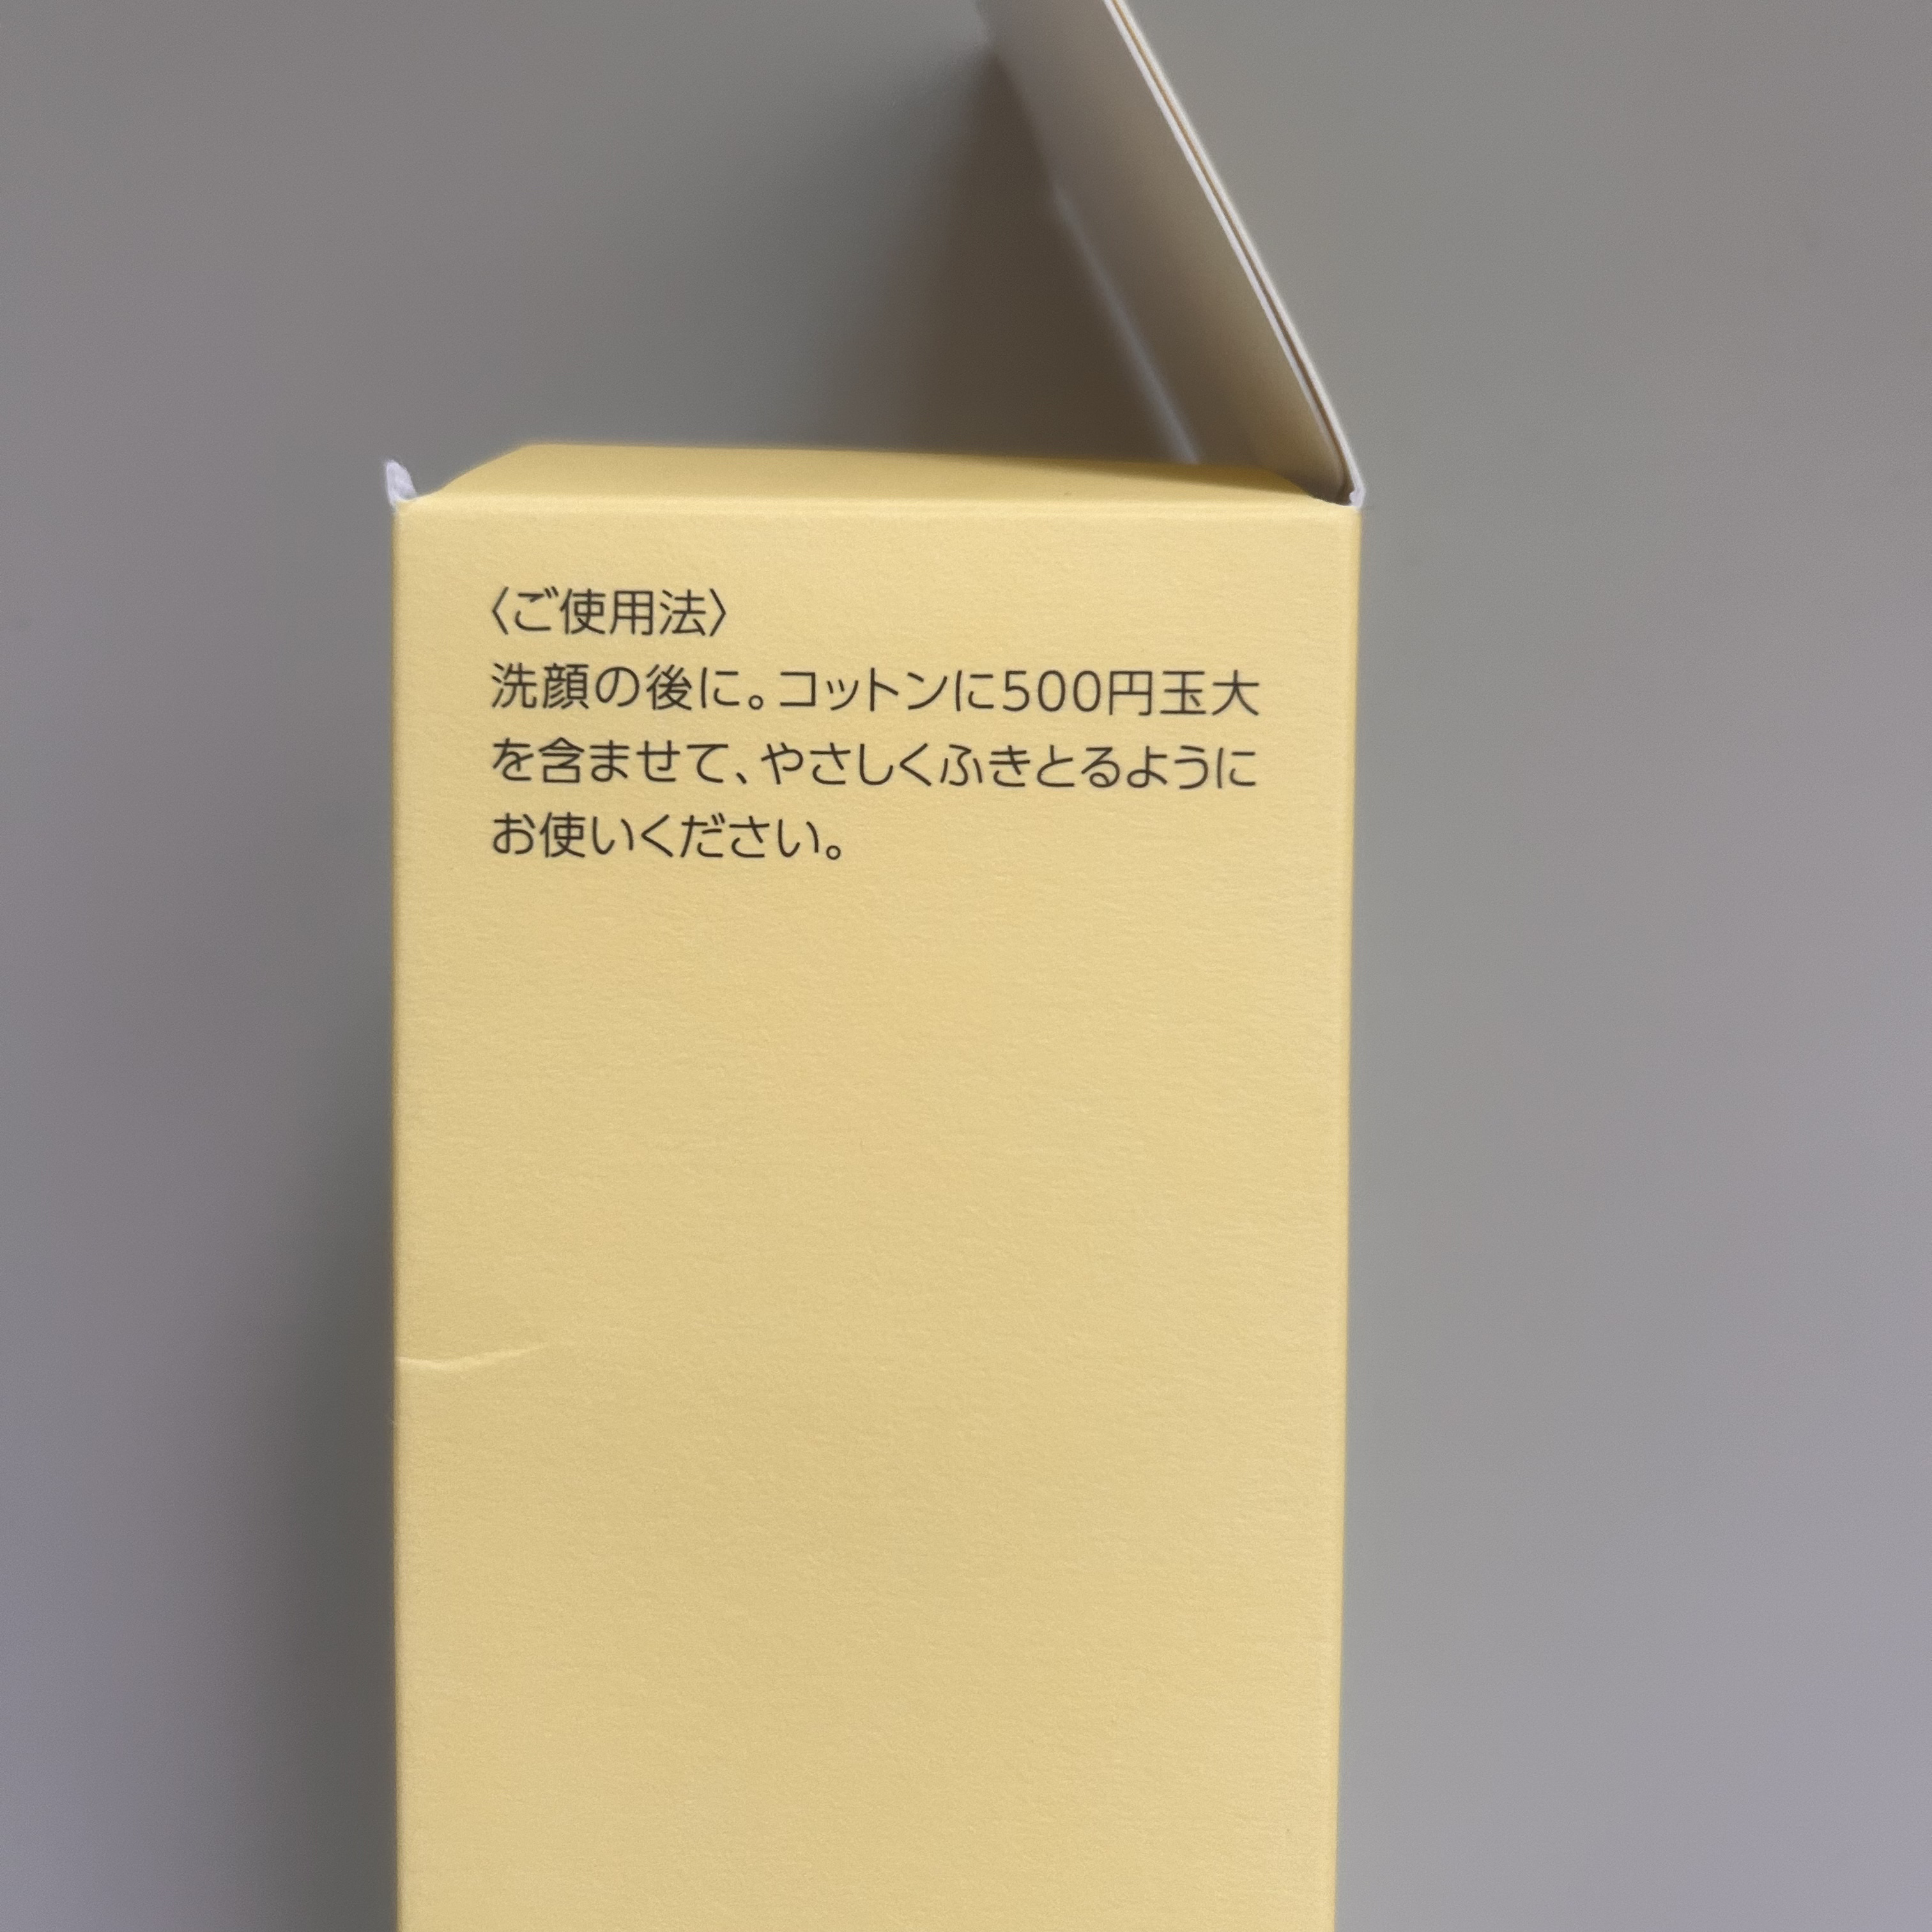 〈ご使用法〉
洗顔の後に。コットンに500円玉大
を含ませて、やさしくふきとるように
お使いください。